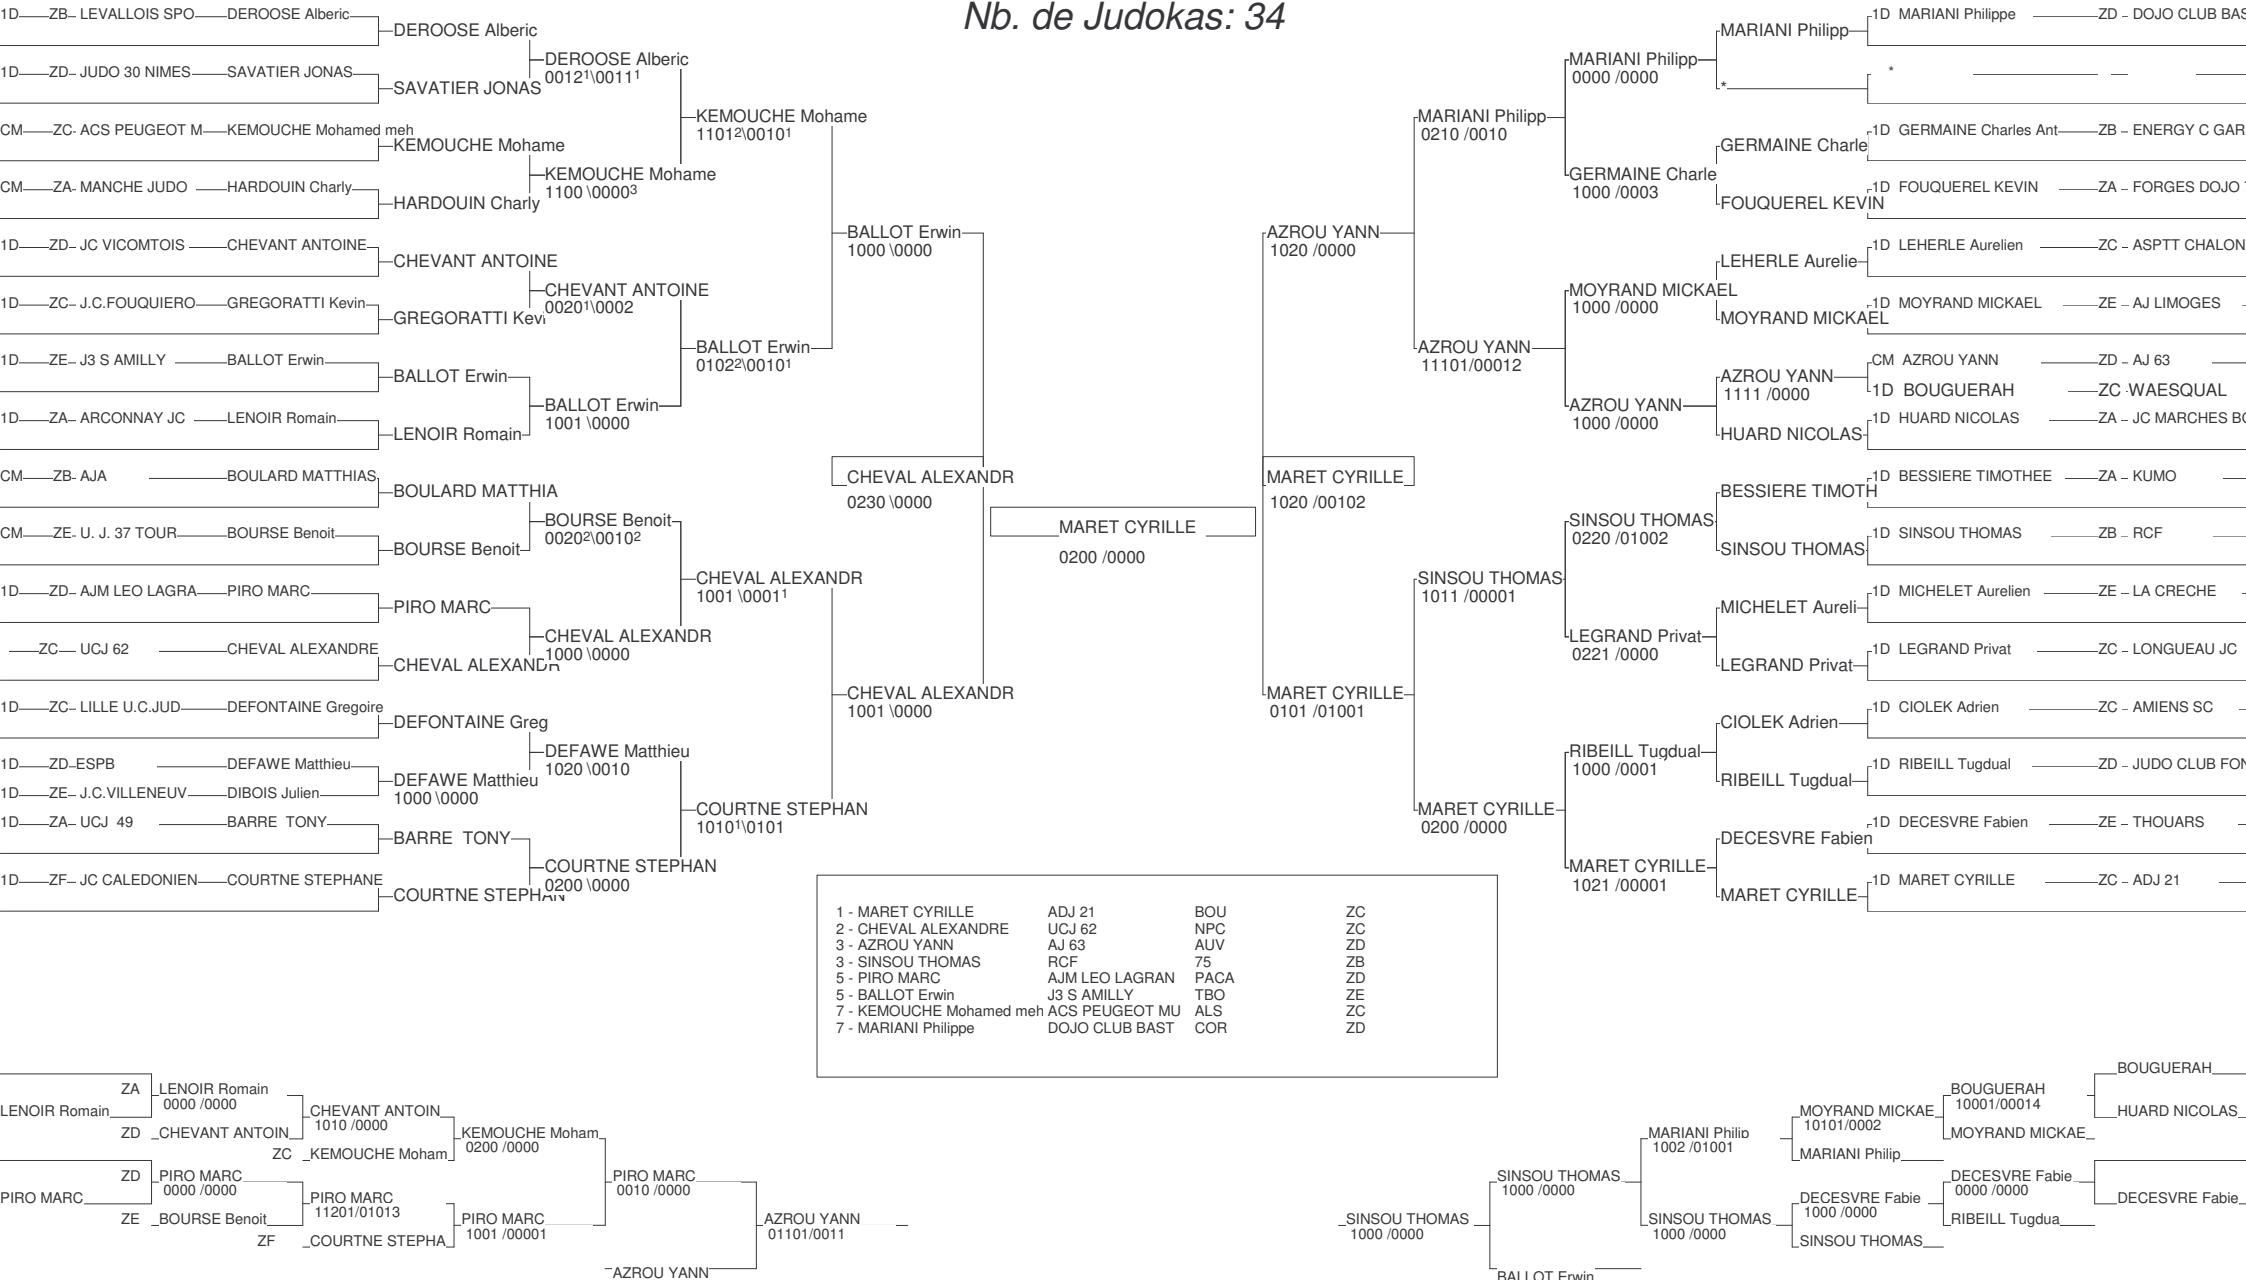 Nb. de Judokas: 34
1D ZB- LEVALLOIS SPO DEROOSE Alberic
1D ZD- JUDO 30 NIMES SAVATIER JONAS
CM ZC- ACS PEUGEOT M KEMOUCHE Mohamed meh
CM ZA- MANCHE JUDO HARDOUIN Charly
1D ZD- JC VICOMTOIS CHEVANT ANTOINE
1D ZC- J.C.FOUQUIERO GREGORATTI Kevin
1D ZE- J3 S AMILLY BALLOT Erwin
1D ZA- ARCONNAY JC LENOIR Romain
CM ZB- AJA BOULARD MATTHIAS
CM ZE- U. J. 37 TOUR BOURSE Benoit
1D ZD- AJM LEO LAGRA PIRO MARC
ZC UCJ 62 CHEVAL ALEXANDRE
1D ZC- LILLE U.C.JUD DEFONTAINE Gregoire
1D ZD- ESPB DEFAWE Matthieu
1D ZE- J.C.VILLENEUV DIBOIS Julien
1D ZA- UCJ 49 BARRE TONY
1D ZF- JC CALEDONIEN COURTNE STEPHANE
DEROOSE Alberic
SAVATIER JONAS
KEMOUCHE Mohame
HARDOUIN Charly
CHEVANT ANTOINE
GREGORATTI Kevi
BALLOT Erwin
LENOIR Romain
BOULARD MATTHIA
BOURSE Benoit
PIRO MARC
CHEVAL ALEXANDR
DEFONTAINE Greg
DEFAWE Matthieu
1000 \0000
BARRE TONY
COURTNE STEPHAN
DEROOSE Alberic
0012¹\0011¹
KEMOUCHE Mohame
1100 \0000³
CHEVANT ANTOINE
0020¹\0002
BALLOT Erwin
1001 \0000
BOURSE Benoit
0020²\0010²
CHEVAL ALEXANDR
1000 \0000
DEFAWE Matthieu
1020 \0010
COURTNE STEPHAN
0200 \0000
KEMOUCHE Mohame
1101²\0010¹
BALLOT Erwin
0102²\0010¹
CHEVAL ALEXANDR
1001 \0001¹
COURTNE STEPHAN
1010¹\0101
BALLOT Erwin
1000 \0000
CHEVAL ALEXANDR
1001 \0000
CHEVAL ALEXANDR
0230 \0000
MARET CYRILLE
0200 /0000
MARET CYRILLE
1020 /00102
AZROU YANN
1020 /0000
MARET CYRILLE
0101 /01001
MARIANI Philipp
0210 /0010
AZROU YANN
11101/00012
SINSOU THOMAS
1011 /00001
MARET CYRILLE
0200 /0000
MARIANI Philipp
0000 /0000
GERMAINE Charle
1000 /0003
MOYRAND MICKAEL
1000 /0000
AZROU YANN
1000 /0000
SINSOU THOMAS
0220 /01002
LEGRAND Privat
0221 /0000
RIBEILL Tugdual
1000 /0001
MARET CYRILLE
1021 /00001
MARIANI Philipp
*
GERMAINE Charle
FOUQUEREL KEVIN
LEHERLE Aurelie
MOYRAND MICKAEL
AZROU YANN
1111 /0000
HUARD NICOLAS
BESSIERE TIMOTH
SINSOU THOMAS
MICHELET Aureli
LEGRAND Privat
CIOLEK Adrien
RIBEILL Tugdual
DECESVRE Fabien
MARET CYRILLE
1D MARIANI Philippe ZD - DOJO CLUB BAS
*
1D GERMAINE Charles Ant ZB - ENERGY C GAR
1D FOUQUEREL KEVIN ZA - FORGES DOJO
1D LEHERLE Aurelien ZC - ASPTT CHALON
1D MOYRAND MICKAEL ZE - AJ LIMOGES
CM AZROU YANN ZD - AJ 63
1D BOUGUERAH ZC -WAESQUAL
1D HUARD NICOLAS ZA - JC MARCHES BO
1D BESSIERE TIMOTHEE ZA - KUMO
1D SINSOU THOMAS ZB - RCF
1D MICHELET Aurelien ZE - LA CRECHE
1D LEGRAND Privat ZC - LONGUEAU JC
1D CIOLEK Adrien ZC - AMIENS SC
1D RIBEILL Tugdual ZD - JUDO CLUB FON
1D DECESVRE Fabien ZE - THOUARS
1D MARET CYRILLE ZC - ADJ 21
1 - MARET CYRILLE ADJ 21 BOU ZC
2 - CHEVAL ALEXANDRE UCJ 62 NPC ZC
3 - AZROU YANN AJ 63 AUV ZD
3 - SINSOU THOMAS RCF 75 ZB
5 - PIRO MARC AJM LEO LAGRAN PACA ZD
5 - BALLOT Erwin J3 S AMILLY TBO ZE
7 - KEMOUCHE Mohamed meh ACS PEUGEOT MU ALS ZC
7 - MARIANI Philippe DOJO CLUB BAST COR ZD
LENOIR Romain
PIRO MARC
ZA LENOIR Romain
0000 /0000
ZD CHEVANT ANTOIN
ZD PIRO MARC
0000 /0000
ZE BOURSE Benoit
CHEVANT ANTOIN
1010 /0000
ZC KEMOUCHE Moham
PIRO MARC
11201/01013
ZF COURTNE STEPHA
KEMOUCHE Moham
0200 /0000
PIRO MARC
1001 /00001
PIRO MARC
0010 /0000
AZROU YANN
AZROU YANN
01101/0011
SINSOU THOMAS
1000 /0000
SINSOU THOMAS
1000 /0000
BALLOT Erwin
MARIANI Philip
1002 /01001
SINSOU THOMAS
1000 /0000
MOYRAND MICKAE
10101/0002
MARIANI Philip
DECESVRE Fabie
1000 /0000
SINSOU THOMAS
BOUGUERAH
10001/00014
MOYRAND MICKAE
DECESVRE Fabie
0000 /0000
RIBEILL Tugdua
BOUGUERAH
HUARD NICOLAS
DECESVRE Fabie